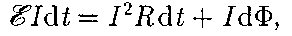 ℰIdt = I²Rdt + IdΦ,